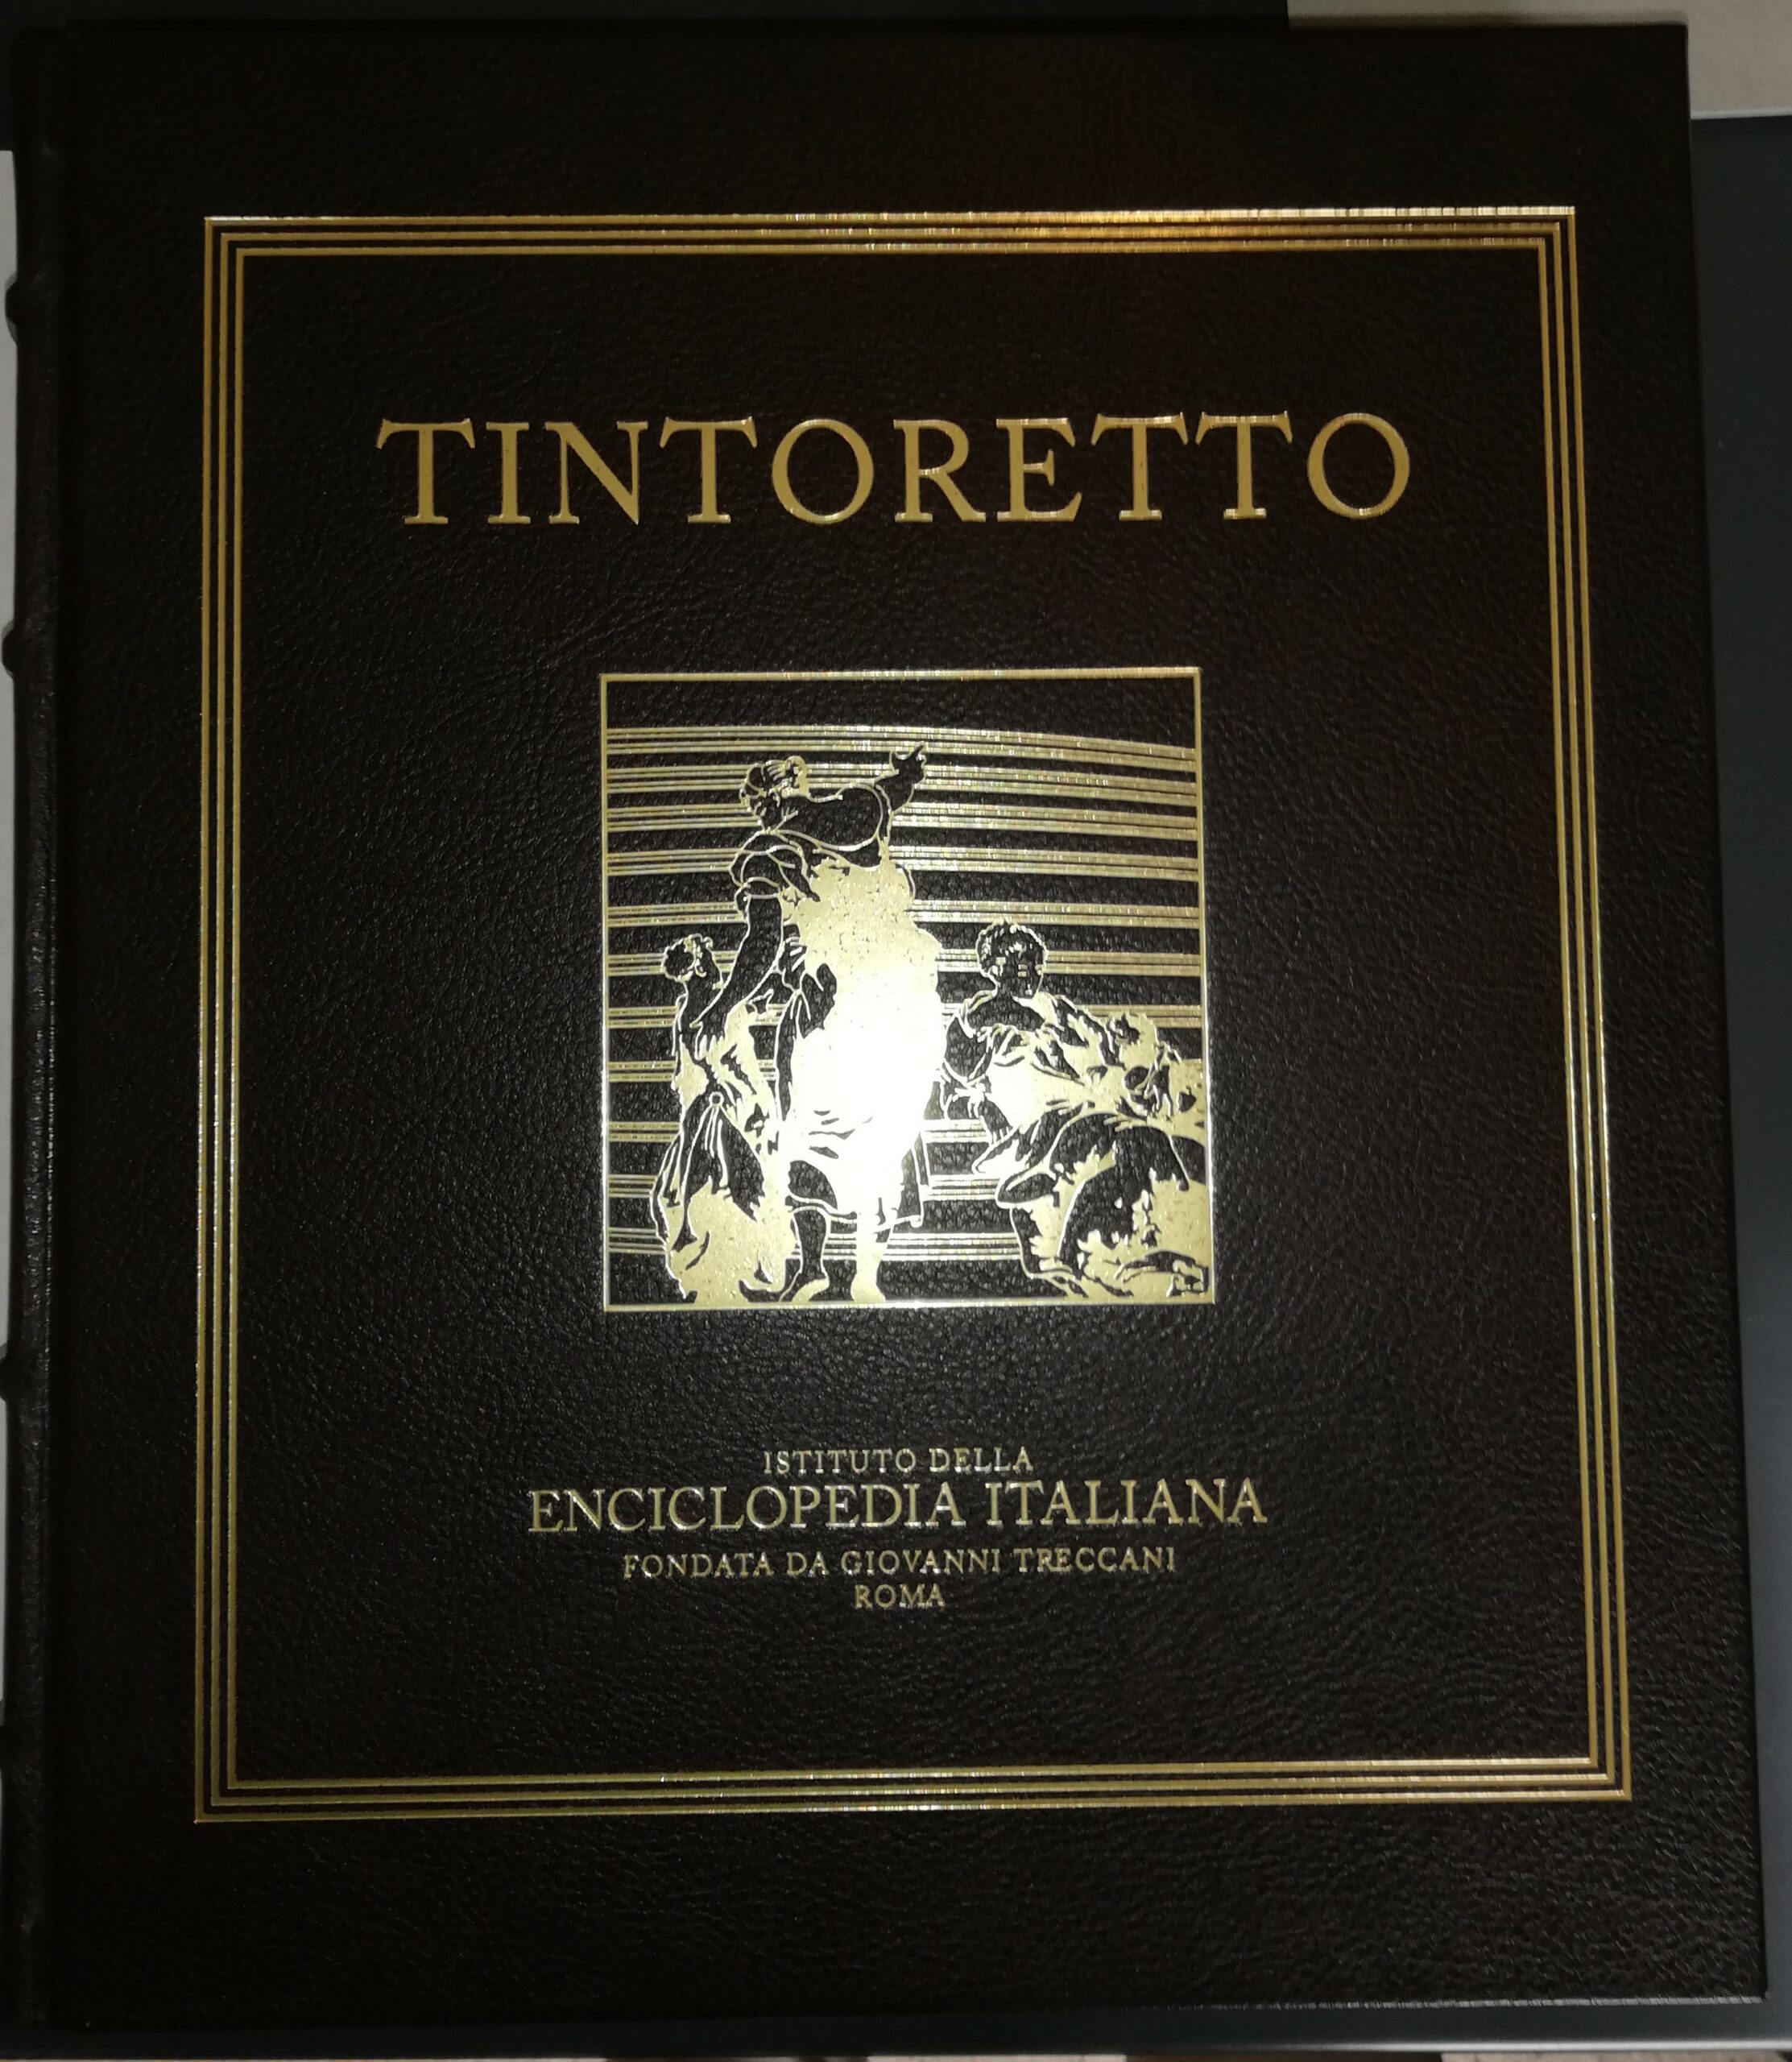 TINTORETTO
ISTITUTO DELLA
ENCICLOPEDIA ITALIANA
FONDATA DA GIOVANNI TRECCANI
ROMA